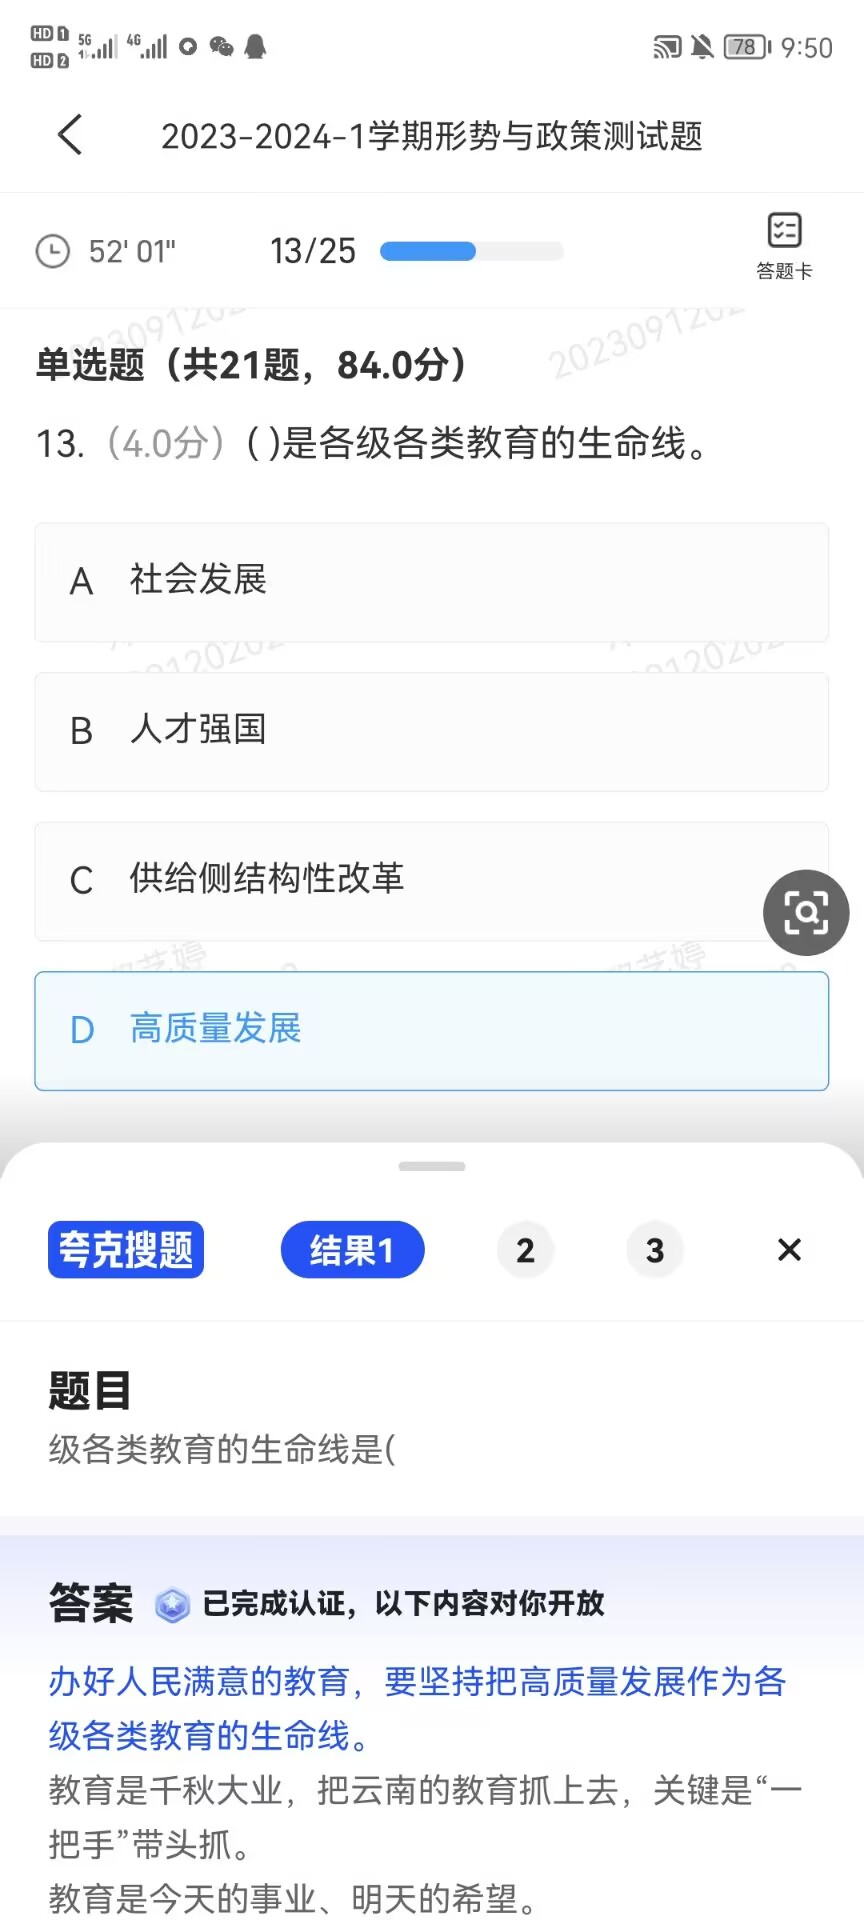 HD 1 5G 4G 78 9:50
HD 2
2023-2024-1学期形势与政策测试题
52' 01" 13/25
答题卡
单选题（共21题，84.0分）
13.（4.0分）( )是各级各类教育的生命线。
A 社会发展
B 人才强国
C 供给侧结构性改革
D 高质量发展
夸克搜题 结果1 2 3
题目
级各类教育的生命线是(
答案 已完成认证，以下内容对你开放
办好人民满意的教育，要坚持把高质量发展作为各
级各类教育的生命线。
教育是千秋大业，把云南的教育抓上去，关键是“一
把手”带头抓。
教育是今天的事业、明天的希望。